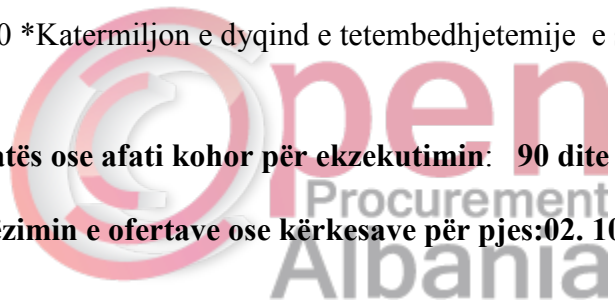 0 *Katermiljon e dyqind e tetembedhjetemije e
atës ose afati kohor për ekzekutimin: 90 dite
ëzimin e ofertave ose kërkesave për pjes:02. 10
Open
Procurement
Albania